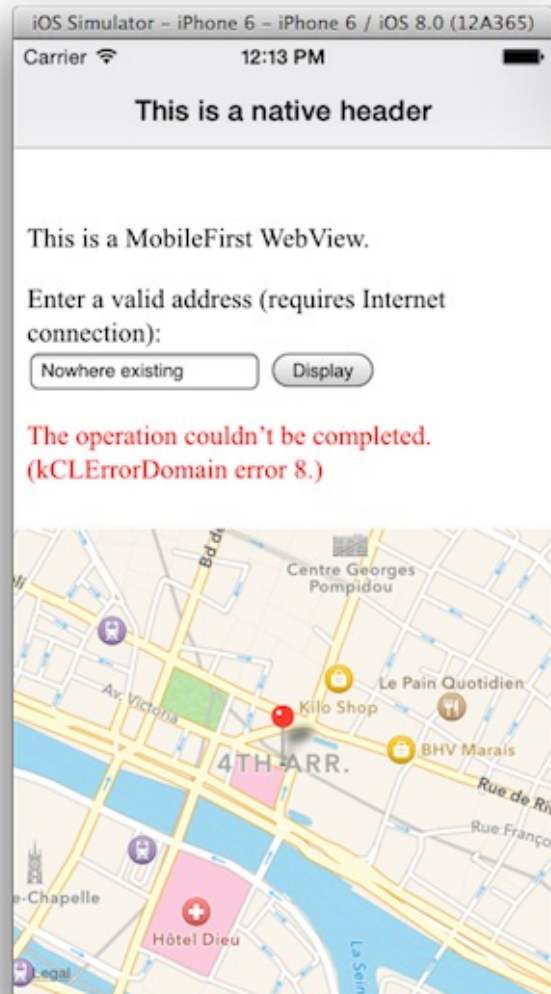 iOS Simulator – iPhone 6 – iPhone 6 / iOS 8.0 (12A365)
Carrier 12:13 PM
This is a native header
This is a MobileFirst WebView.
Enter a valid address (requires Internet
connection):
Nowhere existing Display
The operation couldn't be completed.
(kCLErrorDomain error 8.)
Bd de
Centre Georges
Pompidou
Le Pain Quotidien
Av. Victoria
Kilo Shop
BHV Marais
4TH ARR.
Rue de Riv
Rue Franço
e-Chapelle
Hôtel Dieu
La Sein
Legal